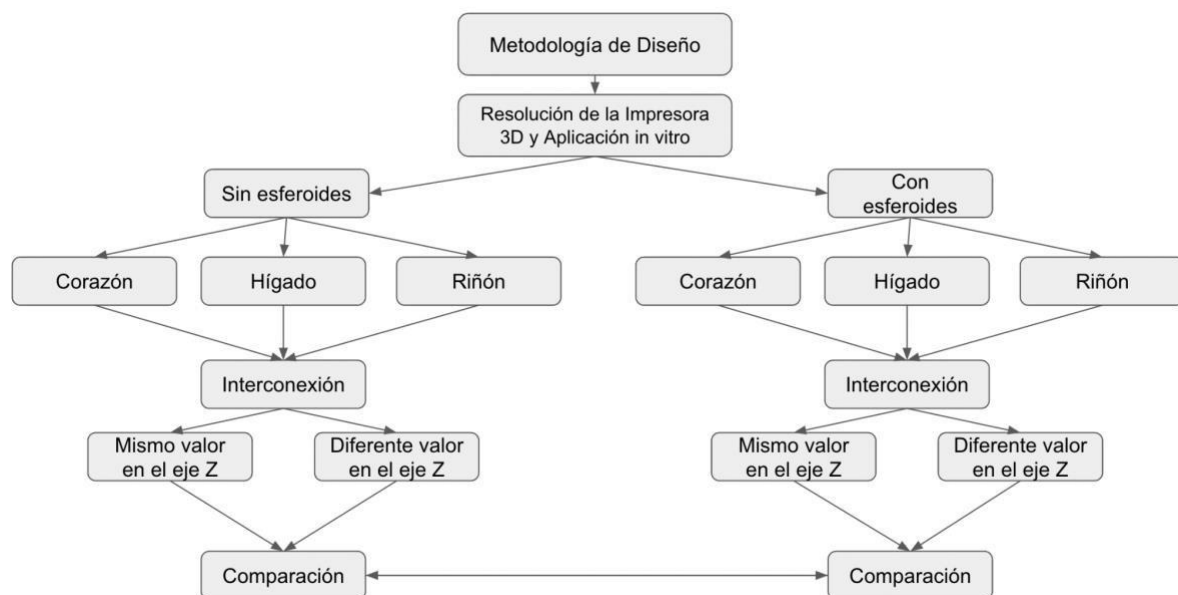 Metodología de Diseño
Resolución de la Impresora
3D y Aplicación in vitro
Sin esferoides
Con
esferoides
Corazón
Hígado
Riñón
Corazón
Hígado
Riñón
Interconexión
Interconexión
Mismo valor
en el eje Z
Diferente valor
en el eje Z
Mismo valor
en el eje Z
Diferente valor
en el eje Z
Comparación
Comparación